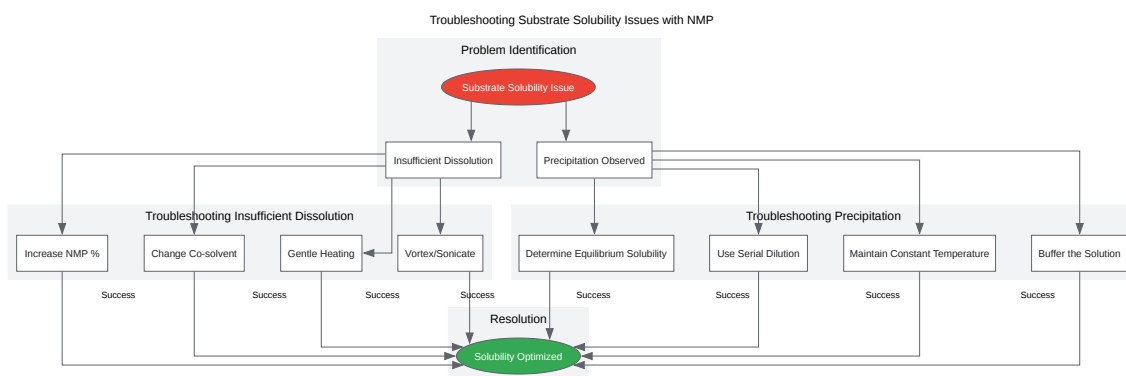 Troubleshooting Substrate Solubility Issues with NMP
Problem Identification
Substrate Solubility Issue
Insufficient Dissolution
Precipitation Observed
Troubleshooting Insufficient Dissolution
Troubleshooting Precipitation
Increase NMP %
Change Co-solvent
Gentle Heating
Vortex/Sonicate
Determine Equilibrium Solubility
Use Serial Dilution
Maintain Constant Temperature
Buffer the Solution
Success
Success
Success
Success
Success
Success
Success
Success
Resolution
Solubility Optimized